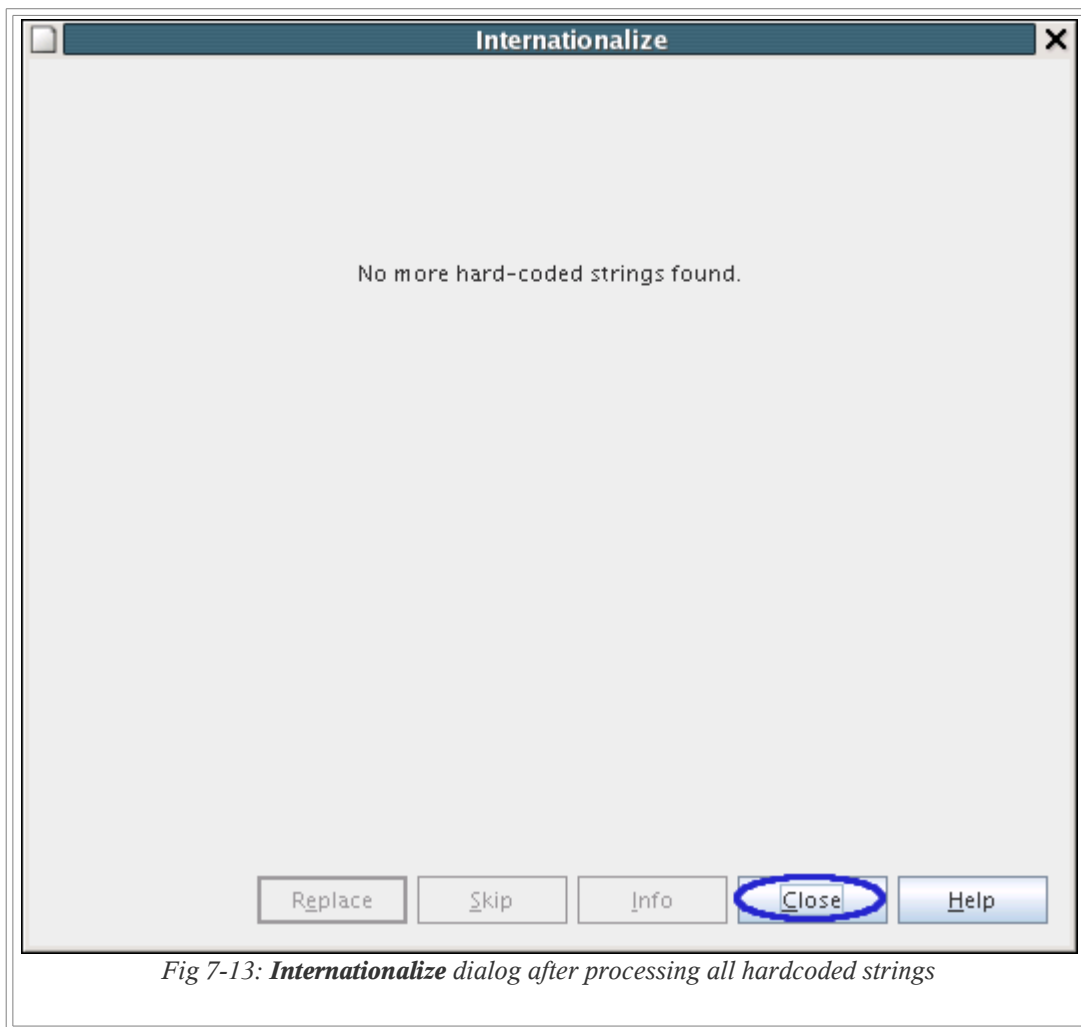 Internationalize
No more hard-coded strings found.
Replace Skip Info Close Help
Fig 7-13: Internationalize dialog after processing all hardcoded strings